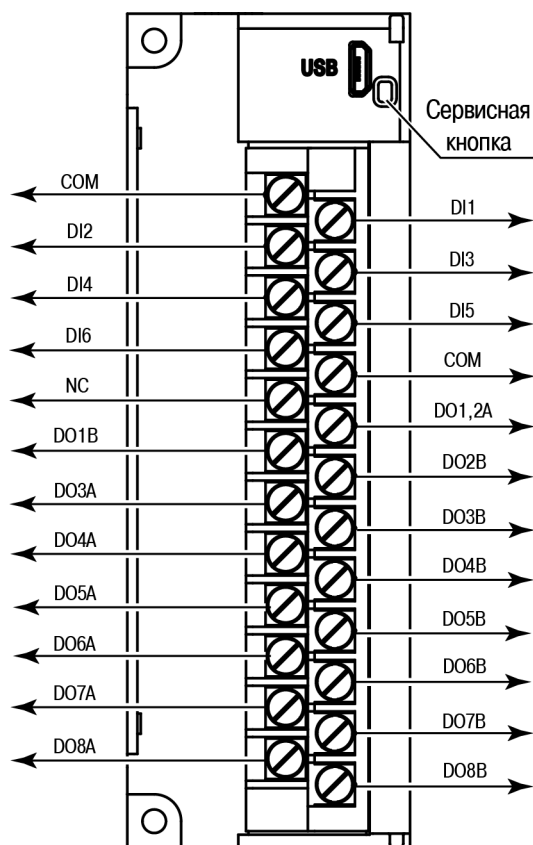 USB
Сервисная
кнопка
COM
DI1
DI2
DI3
DI4
DI5
DI6
COM
NC
DO1,2A
DO1B
DO2B
DO3A
DO3B
DO4A
DO4B
DO5A
DO5B
DO6A
DO6B
DO7A
DO7B
DO8A
DO8B